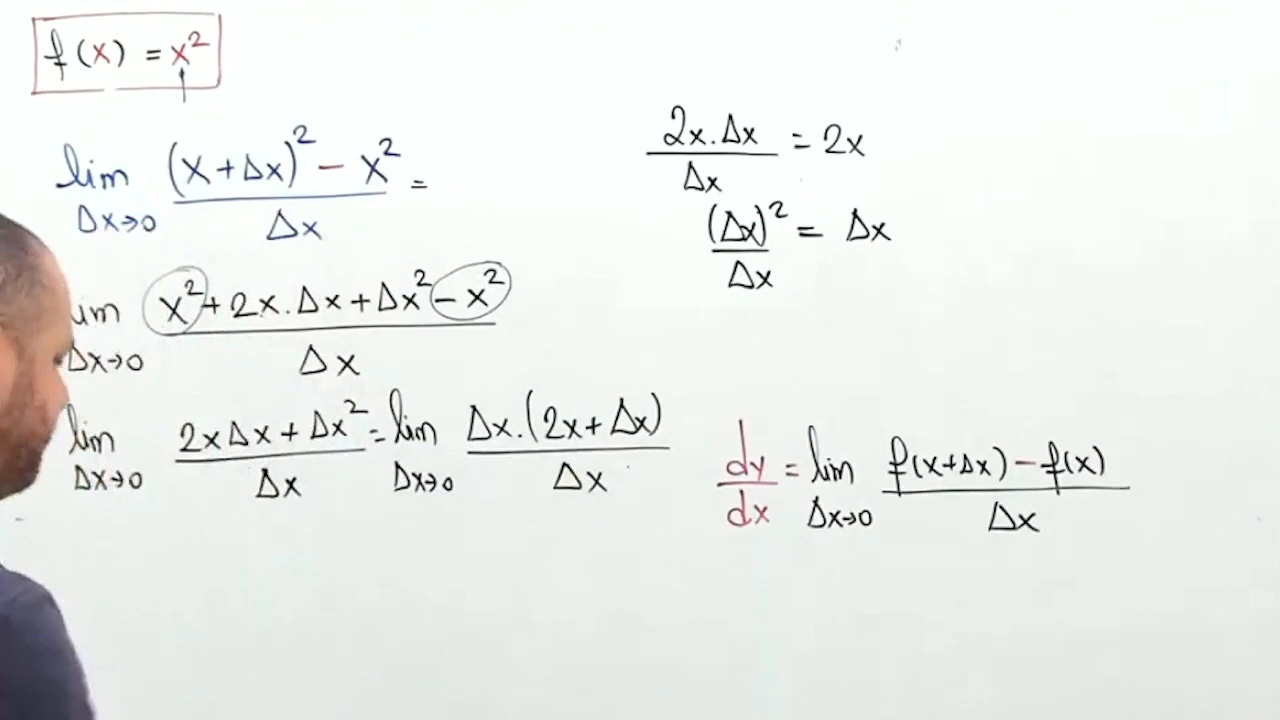 f(x) = x²
lim Δx→0 (x+Δx)² − x² / Δx =
lim Δx→0 x² + 2x.Δx + Δx² − x² / Δx
lim Δx→0 2xΔx + Δx² / Δx = lim Δx→0 Δx.(2x+Δx) / Δx
2x.Δx / Δx = 2x
(Δx)² / Δx = Δx
dy/dx = lim Δx→0 f(x+Δx) − f(x) / Δx